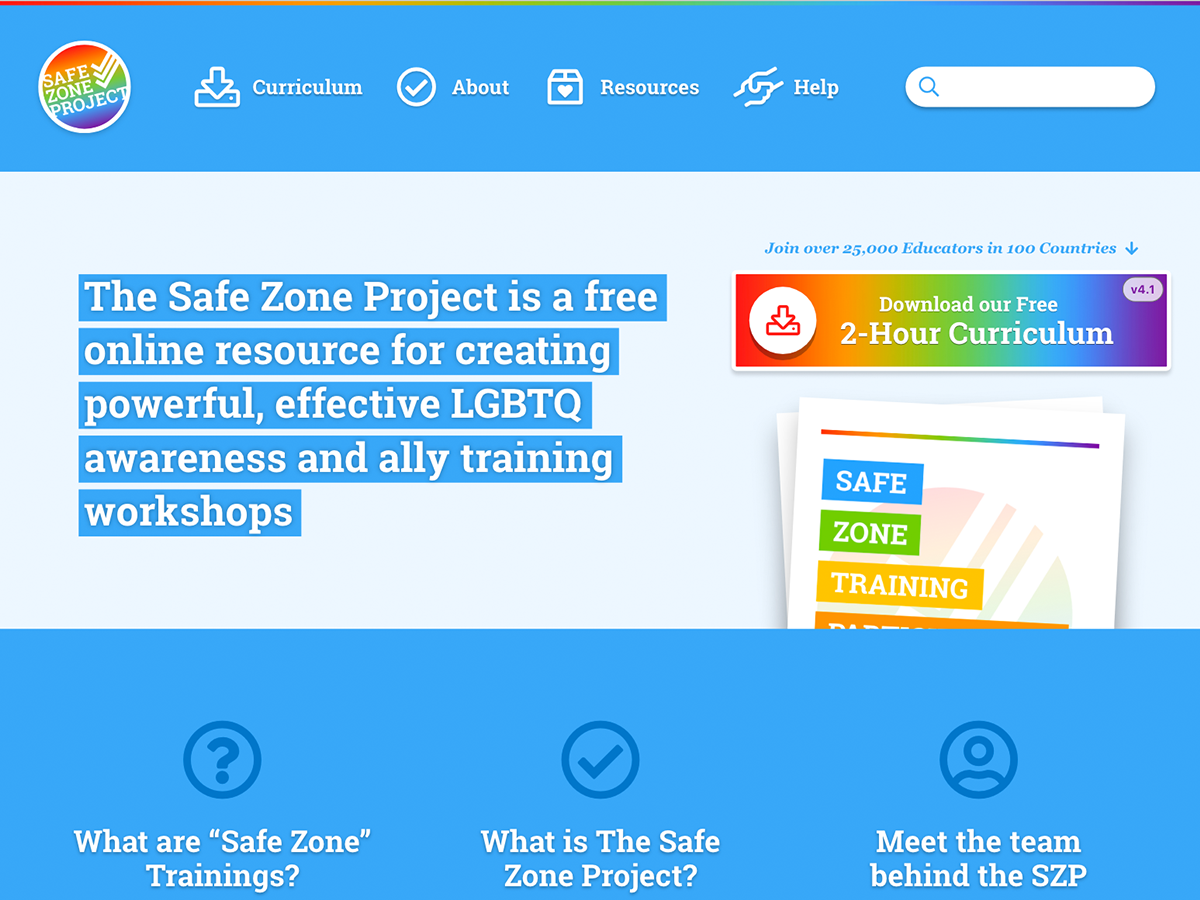 SAFE
ZONE
PROJECT
Curriculum
About
Resources
Help
The Safe Zone Project is a free
online resource for creating
powerful, effective LGBTQ
awareness and ally training
workshops
Join over 25,000 Educators in 100 Countries ↓
v4.1
Download our Free
2-Hour Curriculum
SAFE
ZONE
TRAINING
What are “Safe Zone”
Trainings?
What is The Safe
Zone Project?
Meet the team
behind the SZP